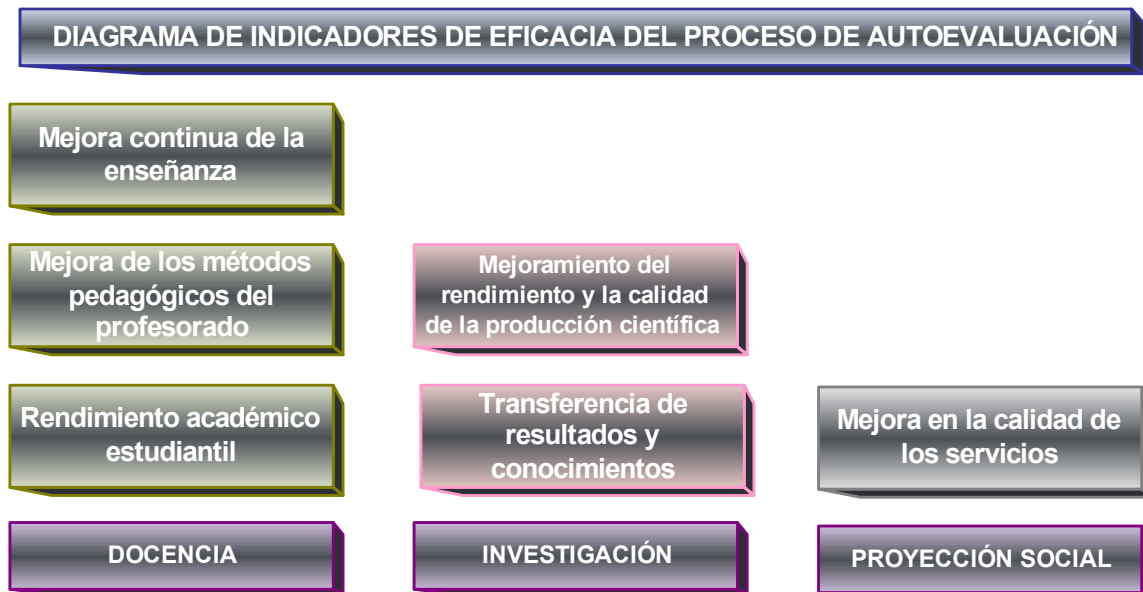 DIAGRAMA DE INDICADORES DE EFICACIA DEL PROCESO DE AUTOEVALUACIÓN
Mejora continua de la
enseñanza
Mejora de los métodos
pedagógicos del
profesorado
Mejoramiento del
rendimiento y la calidad
de la producción científica
Rendimiento académico
estudiantil
Transferencia de
resultados y
conocimientos
Mejora en la calidad de
los servicios
DOCENCIA
INVESTIGACIÓN
PROYECCIÓN SOCIAL